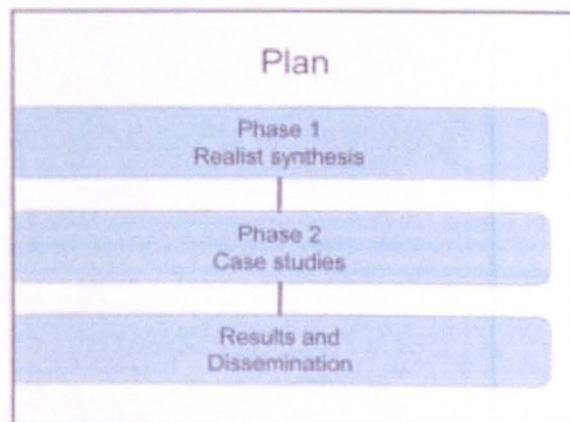 Plan
Phase 1
Realist synthesis
Phase 2
Case studies
Results and
Dissemination